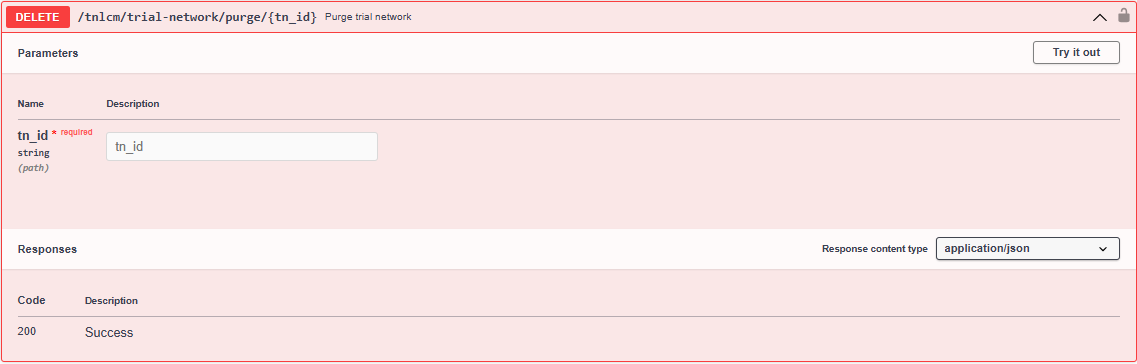 DELETE /tnlcm/trial-network/purge/{tn_id} Purge trial network
Parameters Try it out
Name Description
tn_id * required
string
(path)
tn_id
Responses Response content type application/json
Code Description
200 Success